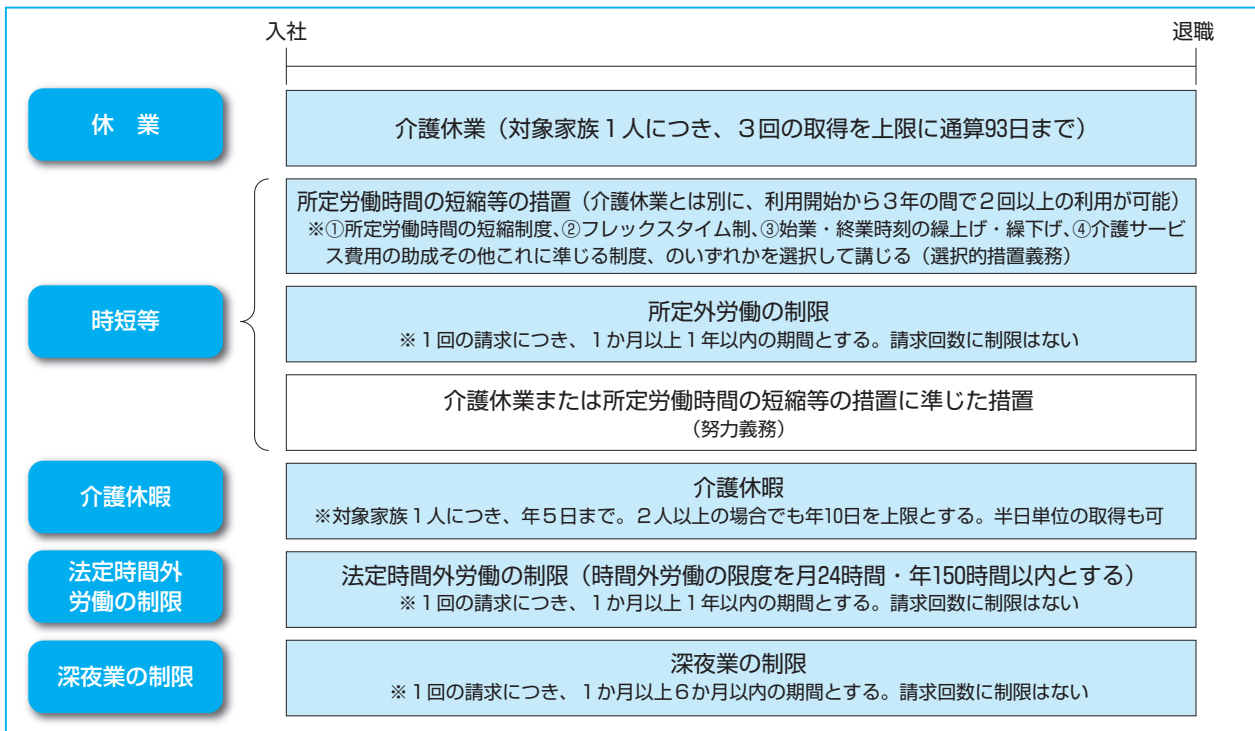 入社
退職
休　業
介護休業（対象家族１人につき、３回の取得を上限に通算93日まで）
時短等
所定労働時間の短縮等の措置（介護休業とは別に、利用開始から３年の間で２回以上の利用が可能）
※①所定労働時間の短縮制度、②フレックスタイム制、③始業・終業時刻の繰上げ・繰下げ、④介護サービ
ス費用の助成その他これに準じる制度、のいずれかを選択して講じる（選択的措置義務）
所定外労働の制限
※１回の請求につき、１か月以上１年以内の期間とする。請求回数に制限はない
介護休業または所定労働時間の短縮等の措置に準じた措置
（努力義務）
介護休暇
介護休暇
※対象家族１人につき、年５日まで。２人以上の場合でも年10日を上限とする。半日単位の取得も可
法定時間外
労働の制限
法定時間外労働の制限（時間外労働の限度を月24時間・年150時間以内とする）
※１回の請求につき、１か月以上１年以内の期間とする。請求回数に制限はない
深夜業の制限
深夜業の制限
※１回の請求につき、１か月以上６か月以内の期間とする。請求回数に制限はない